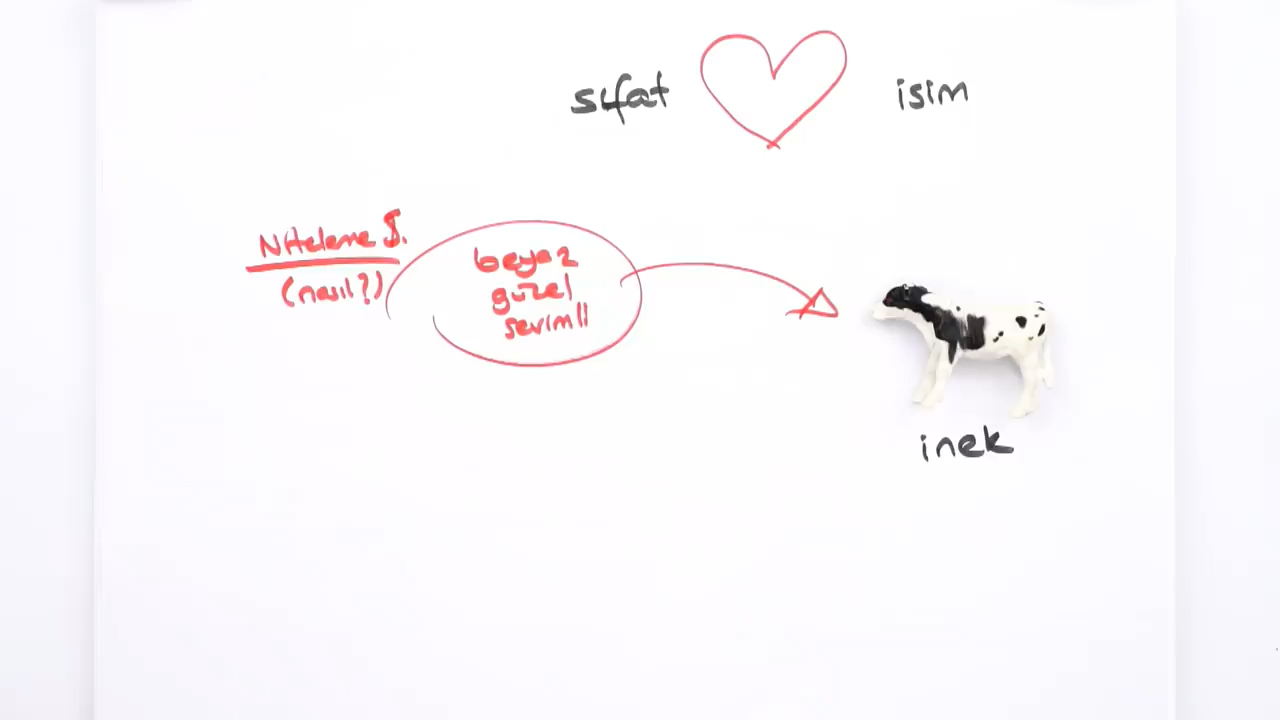 sıfat isim
Niteleme S.
(nasıl?)
beyaz
güzel
sevimli
inek